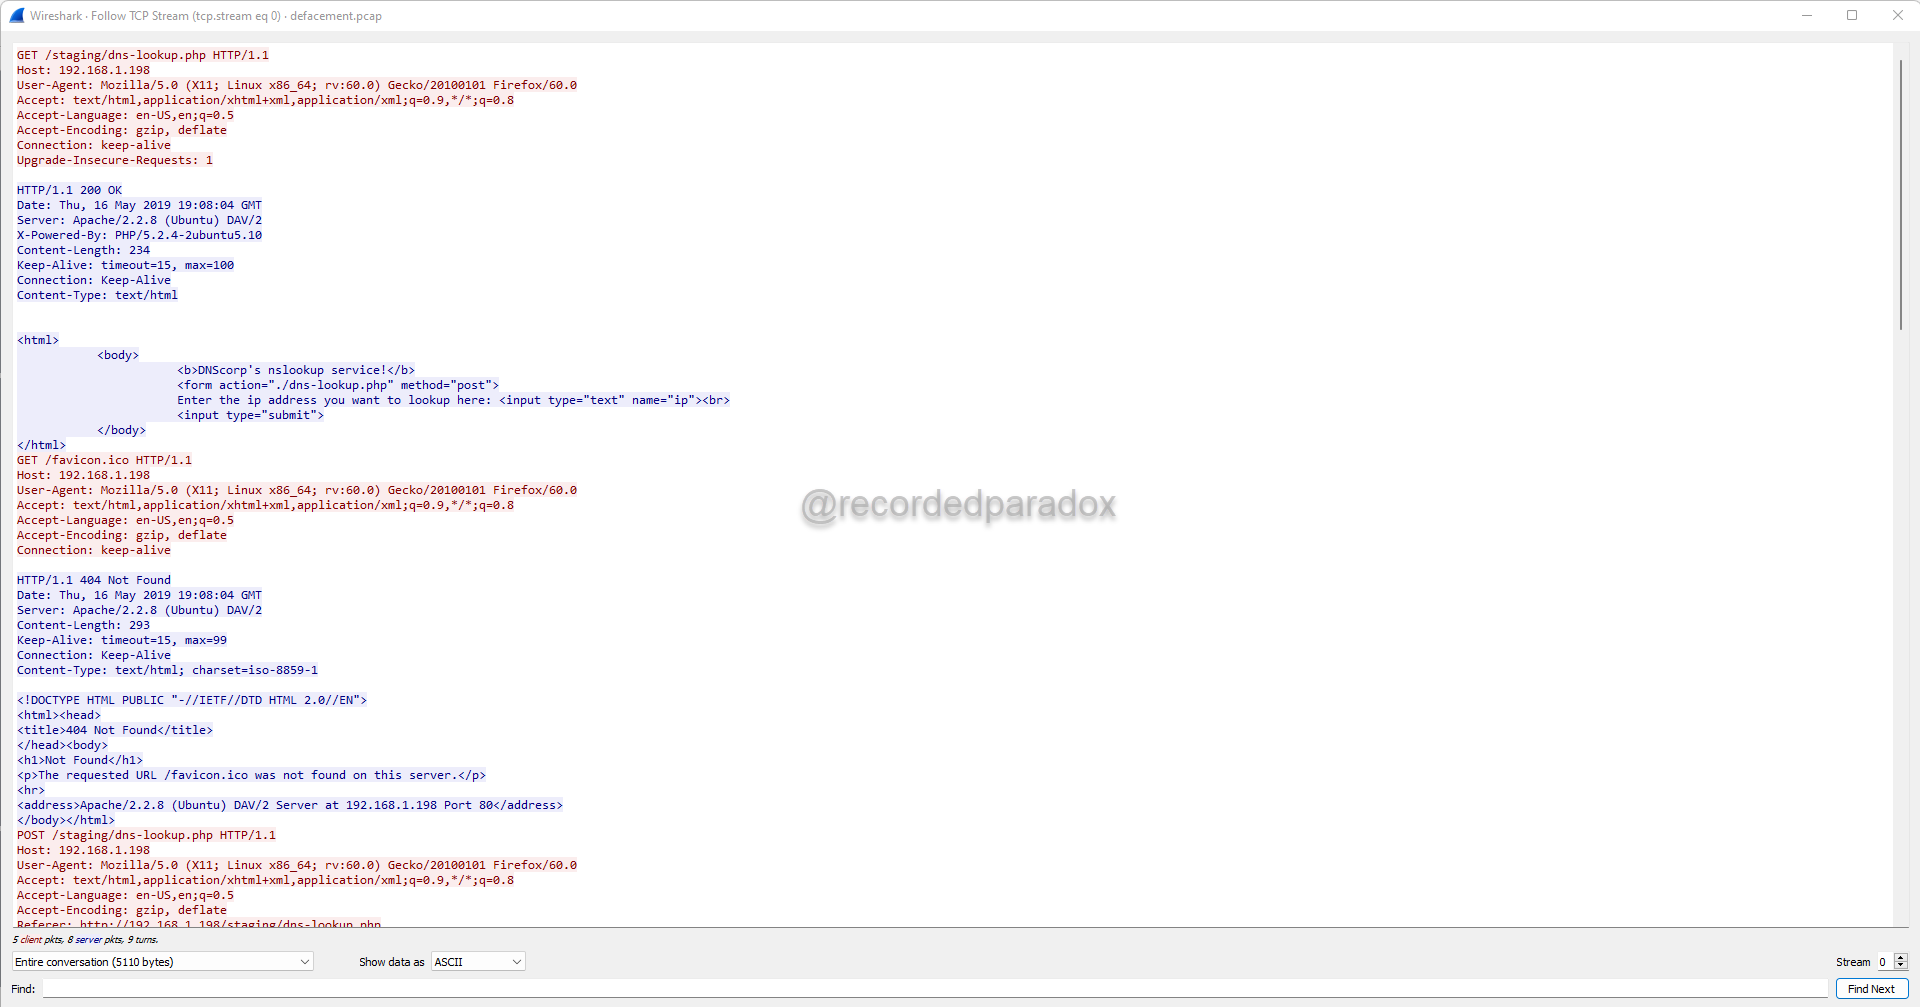 Wireshark · Follow TCP Stream (tcp.stream eq 0) · defacement.pcap
GET /staging/dns-lookup.php HTTP/1.1
Host: 192.168.1.198
User-Agent: Mozilla/5.0 (X11; Linux x86_64; rv:60.0) Gecko/20100101 Firefox/60.0
Accept: text/html,application/xhtml+xml,application/xml;q=0.9,*/*;q=0.8
Accept-Language: en-US,en;q=0.5
Accept-Encoding: gzip, deflate
Connection: keep-alive
Upgrade-Insecure-Requests: 1
HTTP/1.1 200 OK
Date: Thu, 16 May 2019 19:08:04 GMT
Server: Apache/2.2.8 (Ubuntu) DAV/2
X-Powered-By: PHP/5.2.4-2ubuntu5.10
Content-Length: 234
Keep-Alive: timeout=15, max=100
Connection: Keep-Alive
Content-Type: text/html
<html>
<body>
<b>DNScorp's nslookup service!</b>
<form action="./dns-lookup.php" method="post">
Enter the ip address you want to lookup here: <input type="text" name="ip"><br>
<input type="submit">
</body>
</html>
GET /favicon.ico HTTP/1.1
Host: 192.168.1.198
User-Agent: Mozilla/5.0 (X11; Linux x86_64; rv:60.0) Gecko/20100101 Firefox/60.0
Accept: text/html,application/xhtml+xml,application/xml;q=0.9,*/*;q=0.8
Accept-Language: en-US,en;q=0.5
Accept-Encoding: gzip, deflate
Connection: keep-alive
@recordedparadox
HTTP/1.1 404 Not Found
Date: Thu, 16 May 2019 19:08:04 GMT
Server: Apache/2.2.8 (Ubuntu) DAV/2
Content-Length: 293
Keep-Alive: timeout=15, max=99
Connection: Keep-Alive
Content-Type: text/html; charset=iso-8859-1
<!DOCTYPE HTML PUBLIC "-//IETF//DTD HTML 2.0//EN">
<html><head>
<title>404 Not Found</title>
</head><body>
<h1>Not Found</h1>
<p>The requested URL /favicon.ico was not found on this server.</p>
<hr>
<address>Apache/2.2.8 (Ubuntu) DAV/2 Server at 192.168.1.198 Port 80</address>
</body></html>
POST /staging/dns-lookup.php HTTP/1.1
Host: 192.168.1.198
User-Agent: Mozilla/5.0 (X11; Linux x86_64; rv:60.0) Gecko/20100101 Firefox/60.0
Accept: text/html,application/xhtml+xml,application/xml;q=0.9,*/*;q=0.8
Accept-Language: en-US,en;q=0.5
Accept-Encoding: gzip, deflate
Referer: http://192.168.1.198/staging/dns-lookup.php
5 client pkts, 8 server pkts, 9 turns.
Entire conversation (5110 bytes) Show data as ASCII Stream 0
Find: Find Next